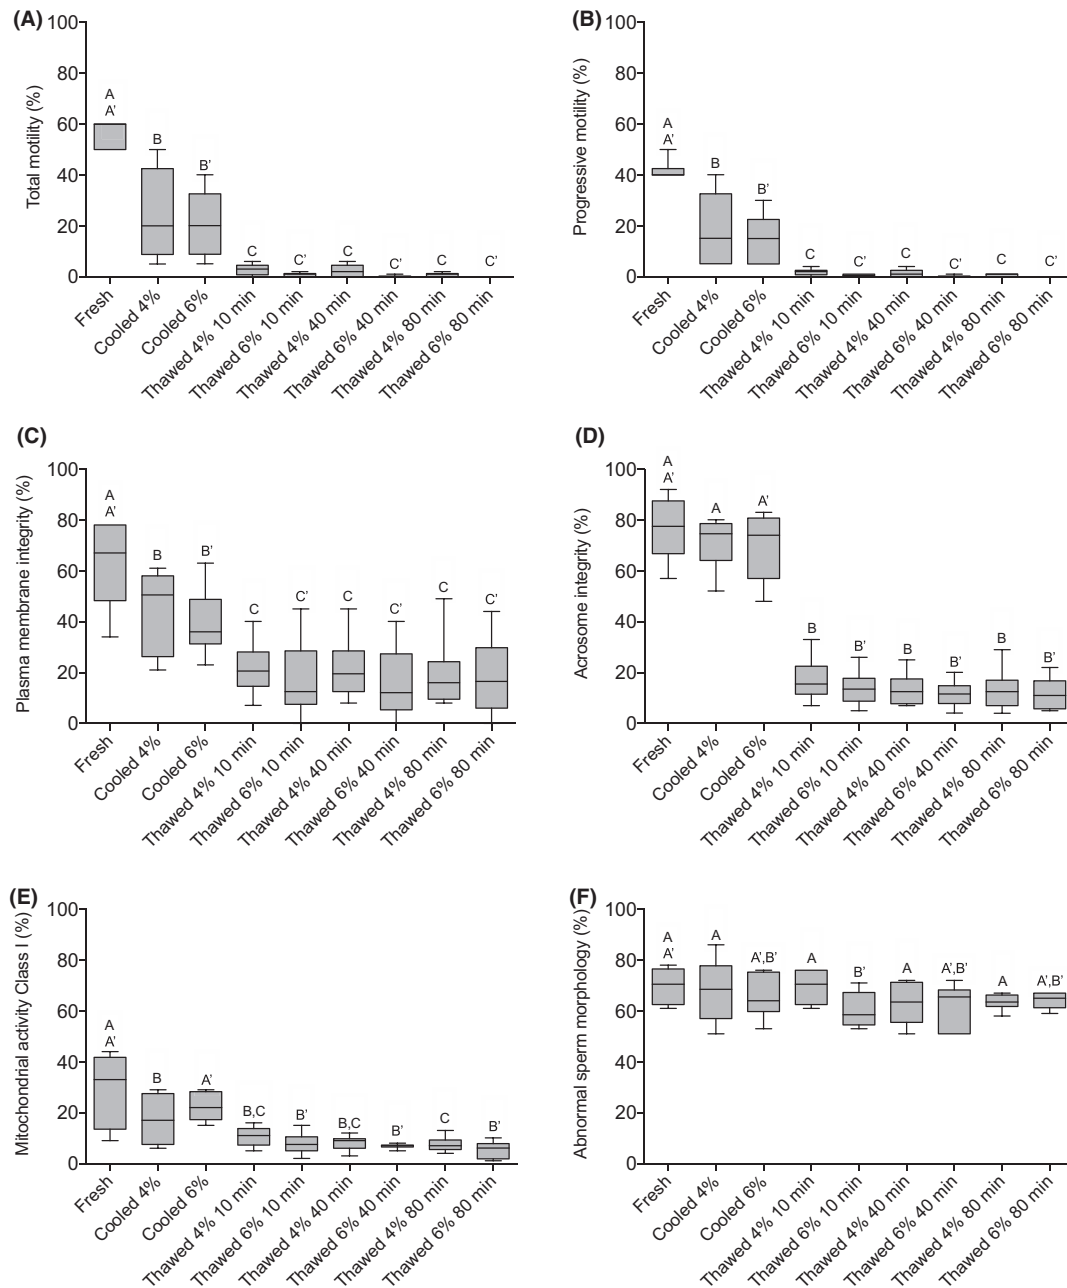 (A)
Total motility (%)
100
80
60
40
20
0
A
A’
B
B’
C
C’
C
C’
C
C’
Fresh
Cooled 4%
Cooled 6%
Thawed 4% 10 min
Thawed 6% 10 min
Thawed 4% 40 min
Thawed 6% 40 min
Thawed 4% 80 min
Thawed 6% 80 min
(B)
Progressive motility (%)
100
80
60
40
20
0
A
A’
B
B’
C
C’
C
C’
C
C’
Fresh
Cooled 4%
Cooled 6%
Thawed 4% 10 min
Thawed 6% 10 min
Thawed 4% 40 min
Thawed 6% 40 min
Thawed 4% 80 min
Thawed 6% 80 min
(C)
Plasma membrane integrity (%)
100
80
60
40
20
0
A
A’
B
B’
C
C’
C
C’
C
C’
Fresh
Cooled 4%
Cooled 6%
Thawed 4% 10 min
Thawed 6% 10 min
Thawed 4% 40 min
Thawed 6% 40 min
Thawed 4% 80 min
Thawed 6% 80 min
(D)
Acrosome integrity (%)
100
80
60
40
20
0
A
A’
A
A’
B
B’
B
B’
B
B’
Fresh
Cooled 4%
Cooled 6%
Thawed 4% 10 min
Thawed 6% 10 min
Thawed 4% 40 min
Thawed 6% 40 min
Thawed 4% 80 min
Thawed 6% 80 min
(E)
Mitochondrial activity Class I (%)
100
80
60
40
20
0
A
A’
B
A’
B,C
B’
B,C
B’
C
B’
Fresh
Cooled 4%
Cooled 6%
Thawed 4% 10 min
Thawed 6% 10 min
Thawed 4% 40 min
Thawed 6% 40 min
Thawed 4% 80 min
Thawed 6% 80 min
(F)
Abnormal sperm morphology (%)
100
80
60
40
20
0
A
A’
A
A’,B’
A
B’
A
A’,B’
A
A’,B’
Fresh
Cooled 4%
Cooled 6%
Thawed 4% 10 min
Thawed 6% 10 min
Thawed 4% 40 min
Thawed 6% 40 min
Thawed 4% 80 min
Thawed 6% 80 min